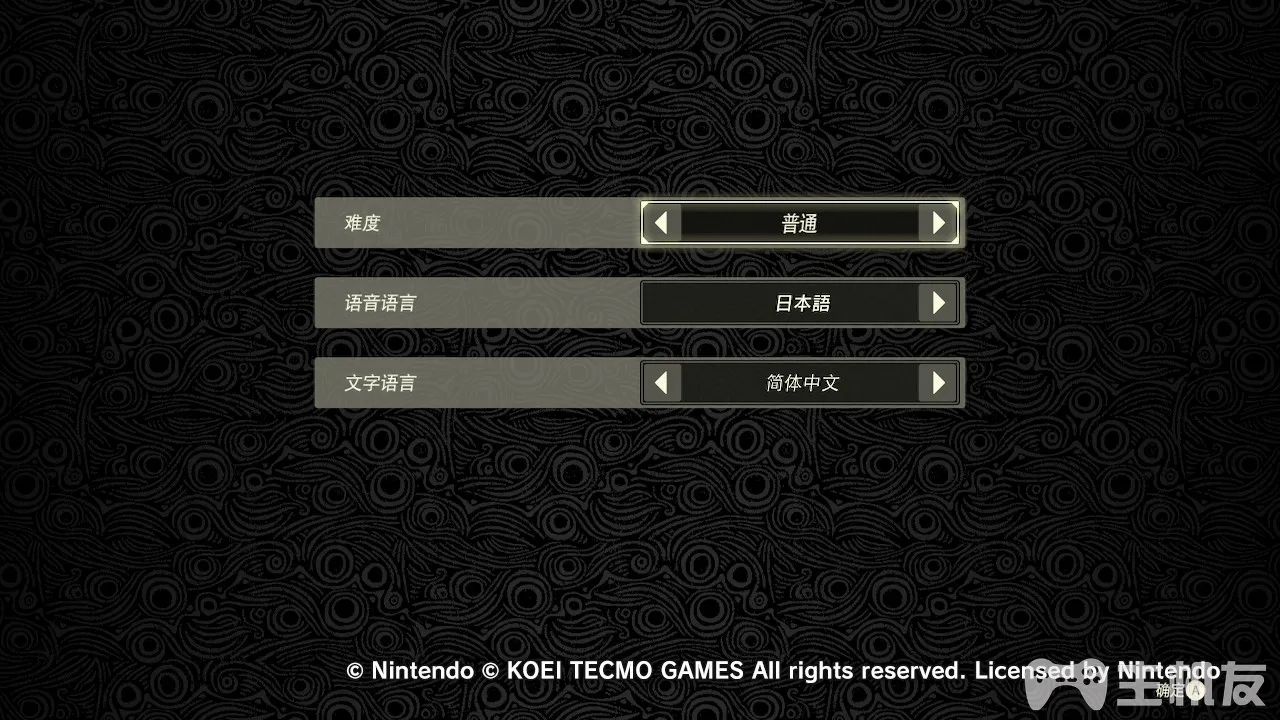 难度 普通
语音语言 日本語
文字语言 简体中文
© Nintendo © KOEI TECMO GAMES All rights reserved. Licensed by Nintendo
主机友
确定 A